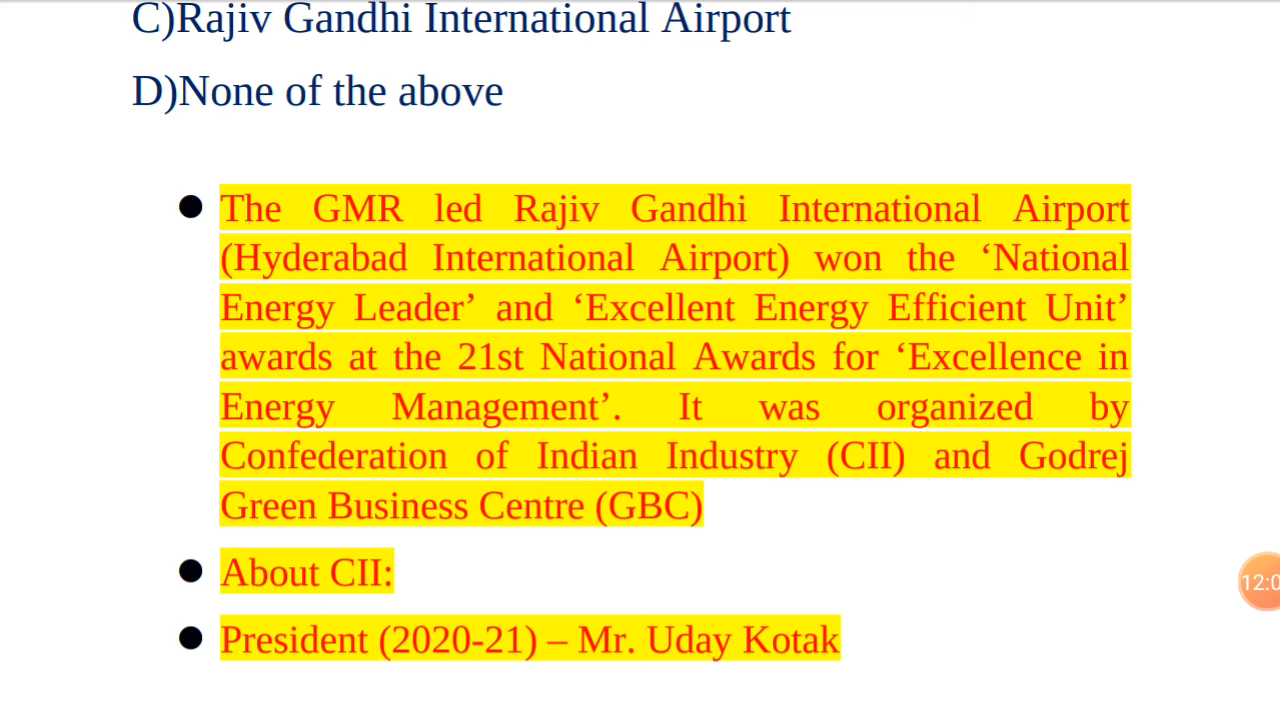 C)Rajiv Gandhi International Airport
D)None of the above
The GMR led Rajiv Gandhi International Airport
(Hyderabad International Airport) won the ‘National
Energy Leader’ and ‘Excellent Energy Efficient Unit’
awards at the 21st National Awards for ‘Excellence in
Energy Management’. It was organized by
Confederation of Indian Industry (CII) and Godrej
Green Business Centre (GBC)
About CII:
12:0
President (2020-21) – Mr. Uday Kotak